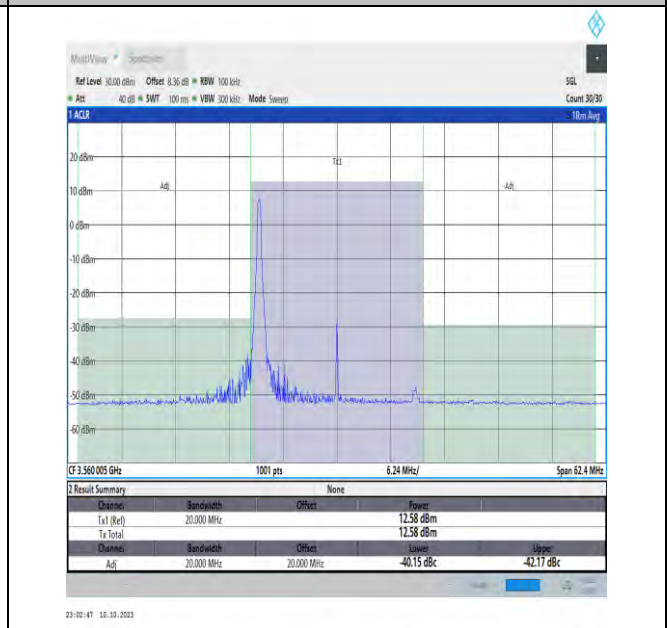 MultiView Spectrum
Ref Level 30.00 dBm Offset 8.36 dB RBW 100 kHz SGL
Att 40 dB SWT 100 ms VBW 300 kHz Mode Sweep Count 30/30
1 ACLR 1Rm Avg
20 dBm
Tx1
10 dBm
Adj
Adj
0 dBm
-10 dBm
-20 dBm
-30 dBm
-40 dBm
-50 dBm
-60 dBm
CF 3.560 005 GHz 1001 pts 6.24 MHz/ Span 62.4 MHz
2 Result Summary None
Channel Bandwidth Offset Power
Tx1 (Ref) 20.000 MHz 12.58 dBm
Tx Total 12.58 dBm
Channel Bandwidth Offset Lower Upper
Adj 20.000 MHz 20.000 MHz -40.15 dBc -42.17 dBc
23:02:47 10.10.2023